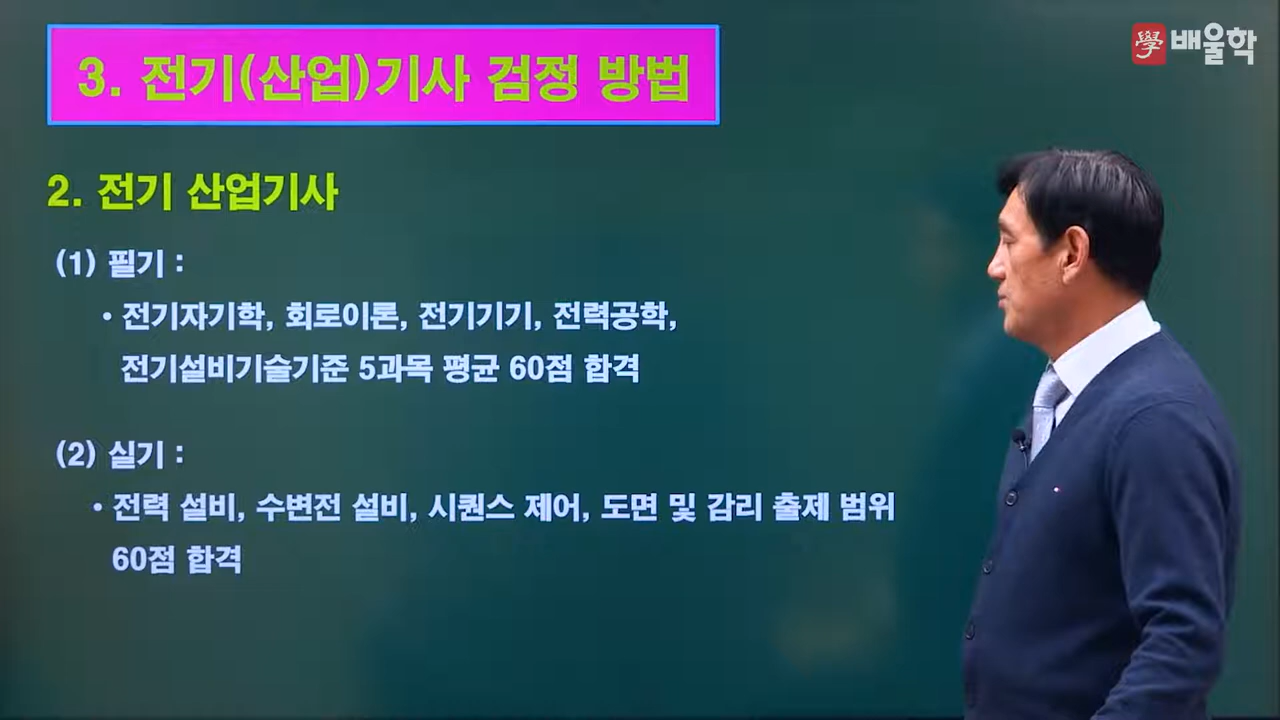 學 배울학
3. 전기(산업)기사 검정 방법
2. 전기 산업기사
(1) 필기 :
• 전기자기학, 회로이론, 전기기기, 전력공학,
전기설비기술기준 5과목 평균 60점 합격
(2) 실기 :
• 전력 설비, 수변전 설비, 시퀀스 제어, 도면 및 감리 출제 범위
60점 합격